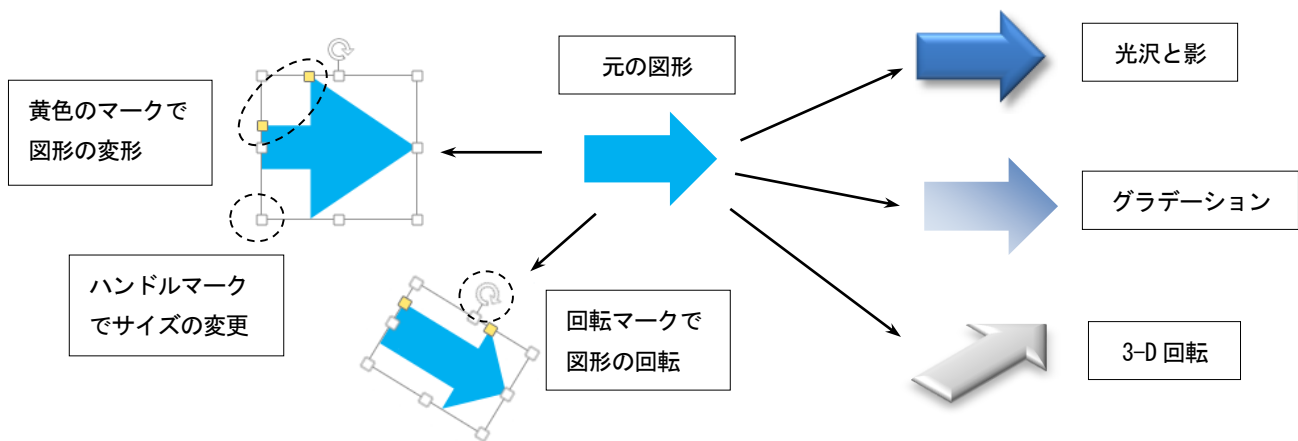 元の図形
光沢と影
黄色のマークで
図形の変形
グラデーション
ハンドルマーク
でサイズの変更
回転マークで
図形の回転
3-D 回転